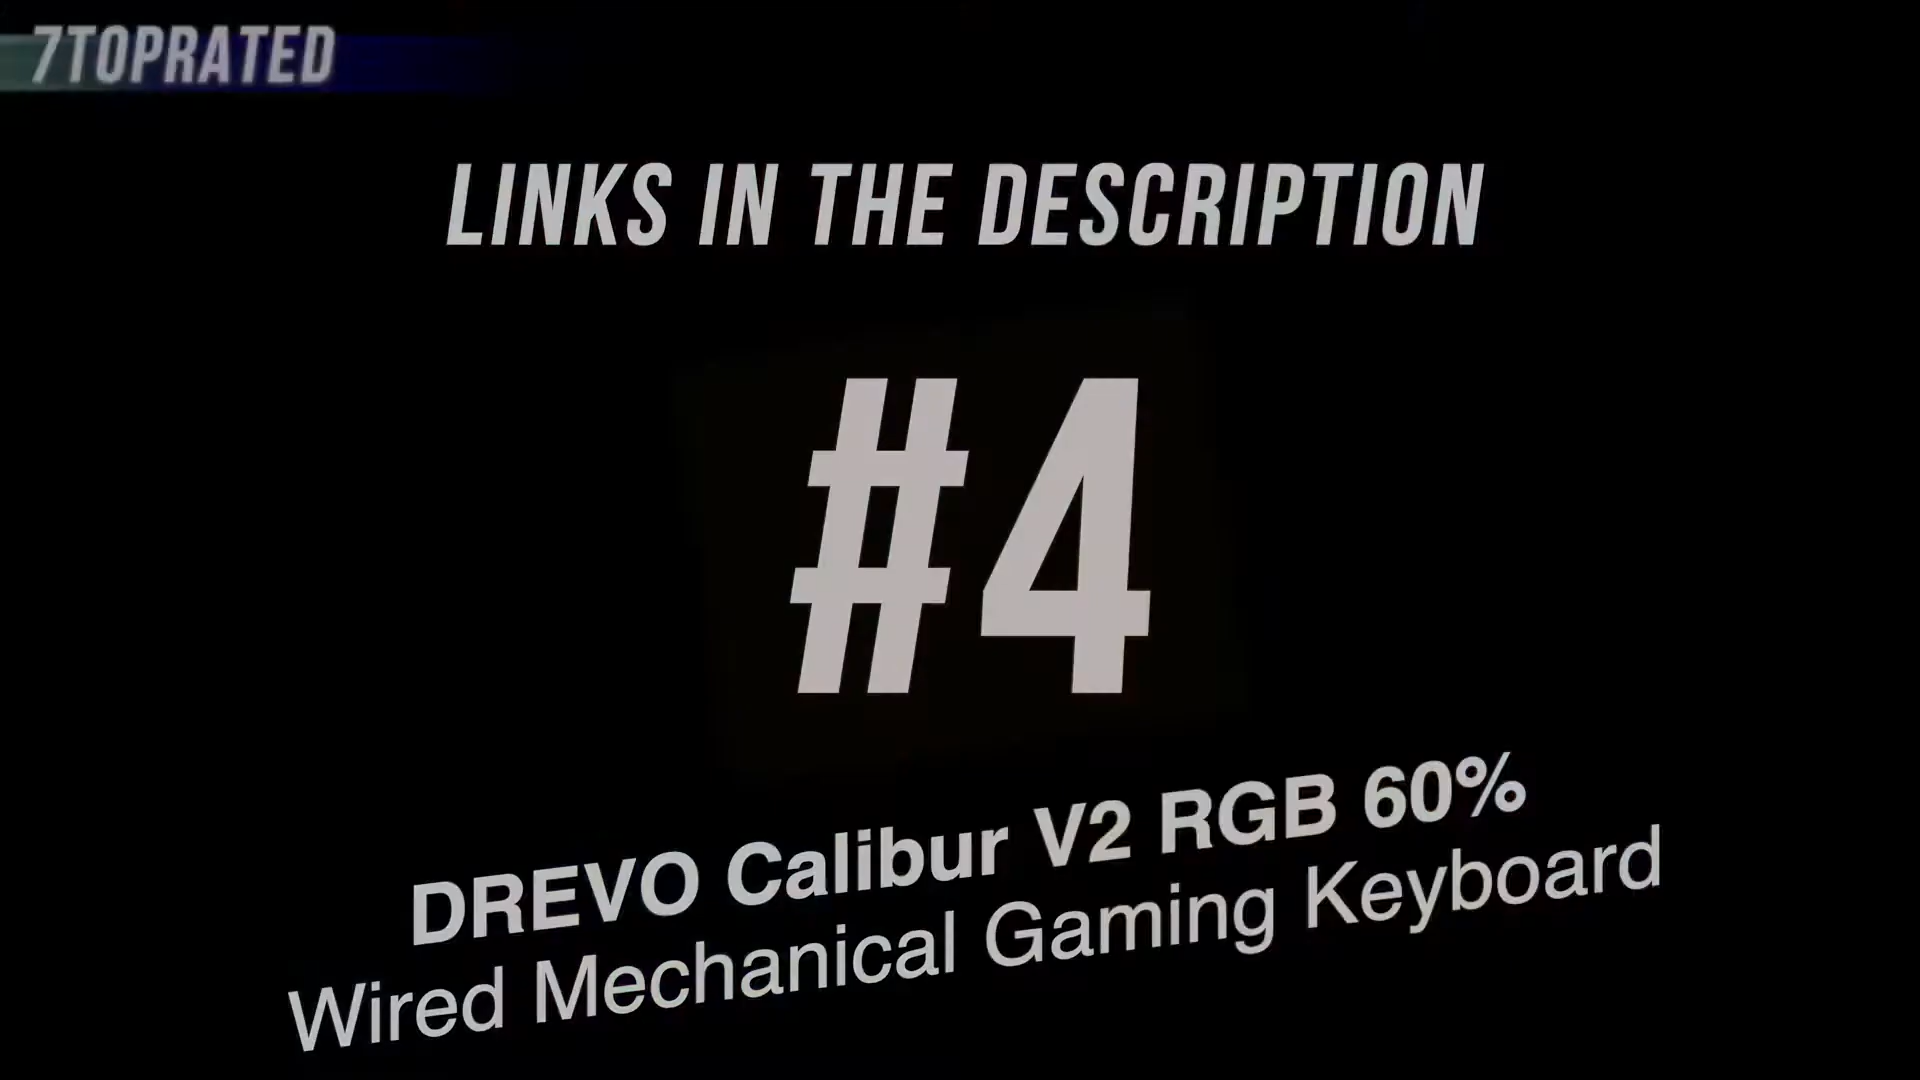 7TOPRATED
LINKS IN THE DESCRIPTION
#4
DREVO Calibur V2 RGB 60%
Wired Mechanical Gaming Keyboard